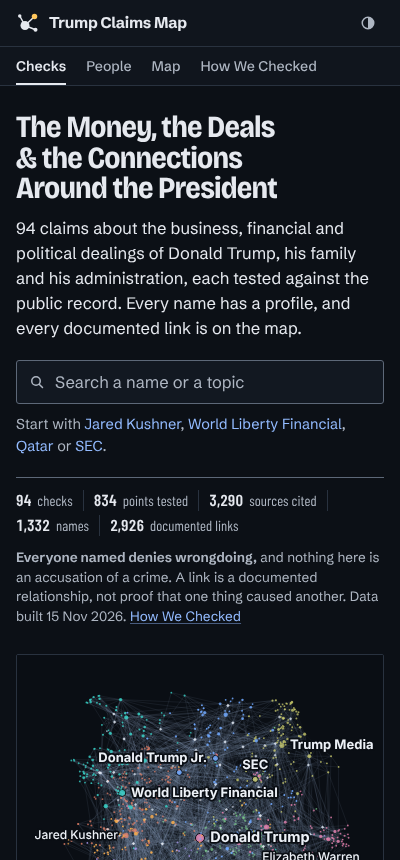 Trump Claims Map
Checks People Map How We Checked
The Money, the Deals
& the Connections
Around the President
94 claims about the business, financial and
political dealings of Donald Trump, his family
and his administration, each tested against the
public record. Every name has a profile, and
every documented link is on the map.
Search a name or a topic
Start with Jared Kushner, World Liberty Financial,
Qatar or SEC.
94 checks 834 points tested 3,290 sources cited
1,332 names 2,926 documented links
Everyone named denies wrongdoing, and nothing here is
an accusation of a crime. A link is a documented
relationship, not proof that one thing caused another. Data
built 15 Nov 2026. How We Checked
Trump Media
Donald Trump Jr.
SEC
World Liberty Financial
Jared Kushner
Donald Trump
Elizabeth Warren